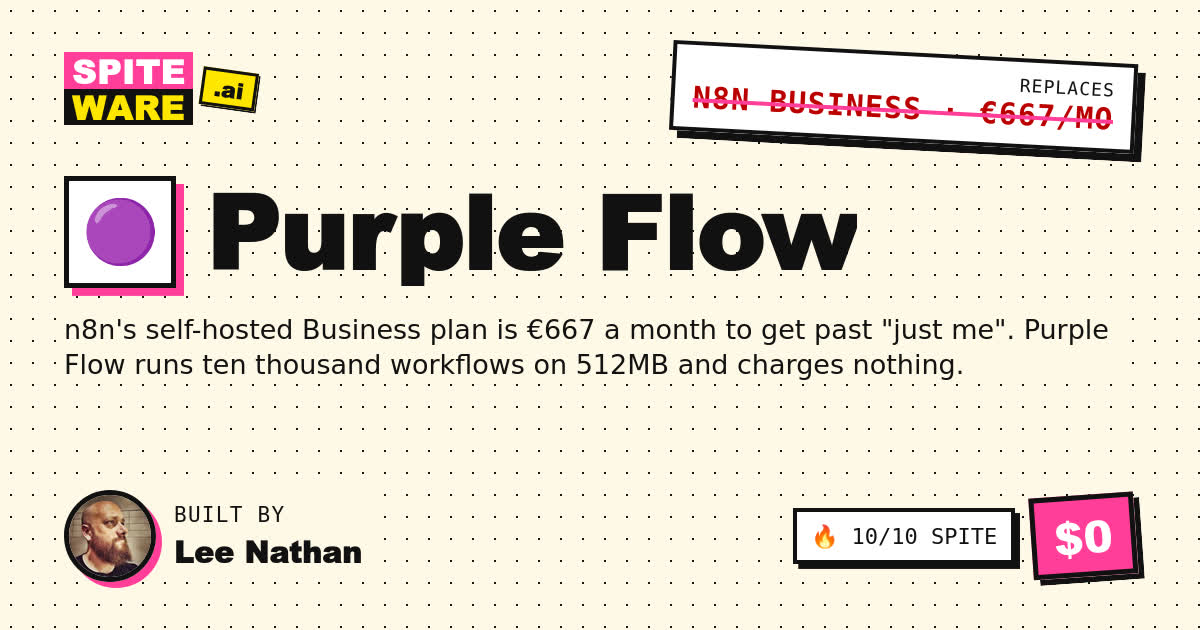 SPITE
WARE
.ai
REPLACES
N8N BUSINESS · €667/MO
Purple Flow
n8n's self-hosted Business plan is €667 a month to get past "just me". Purple
Flow runs ten thousand workflows on 512MB and charges nothing.
BUILT BY
Lee Nathan
🔥 10/10 SPITE
$0